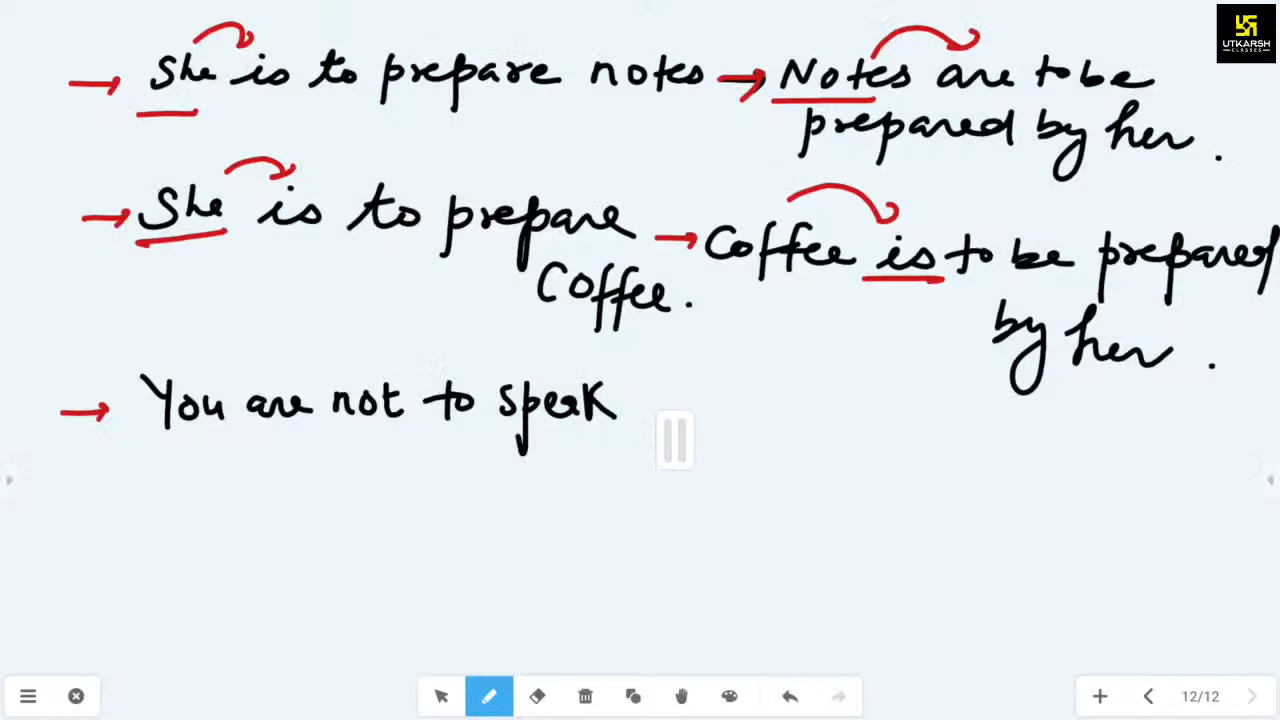 UTKARSH
CLASSES
→ She is to prepare notes → Notes are to be
prepared by her.
→ She is to prepare
Coffee.
→ Coffee is to be prepared
by her.
→ You are not to speak
12/12